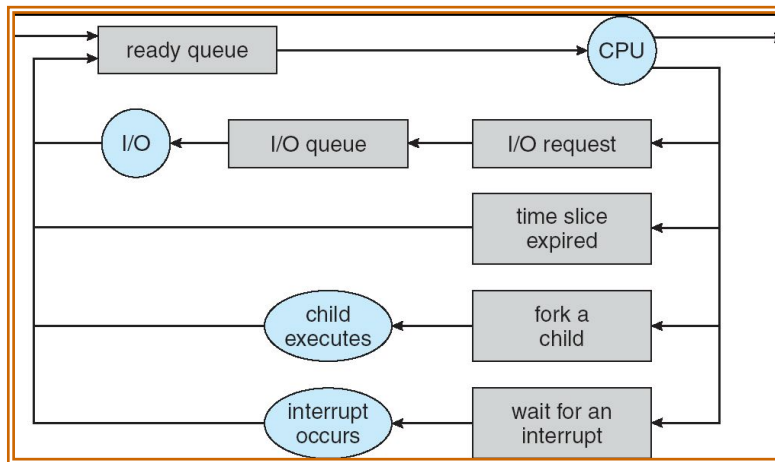 ready queue
CPU
I/O
I/O queue
I/O request
time slice
expired
child
executes
fork a
child
interrupt
occurs
wait for an
interrupt